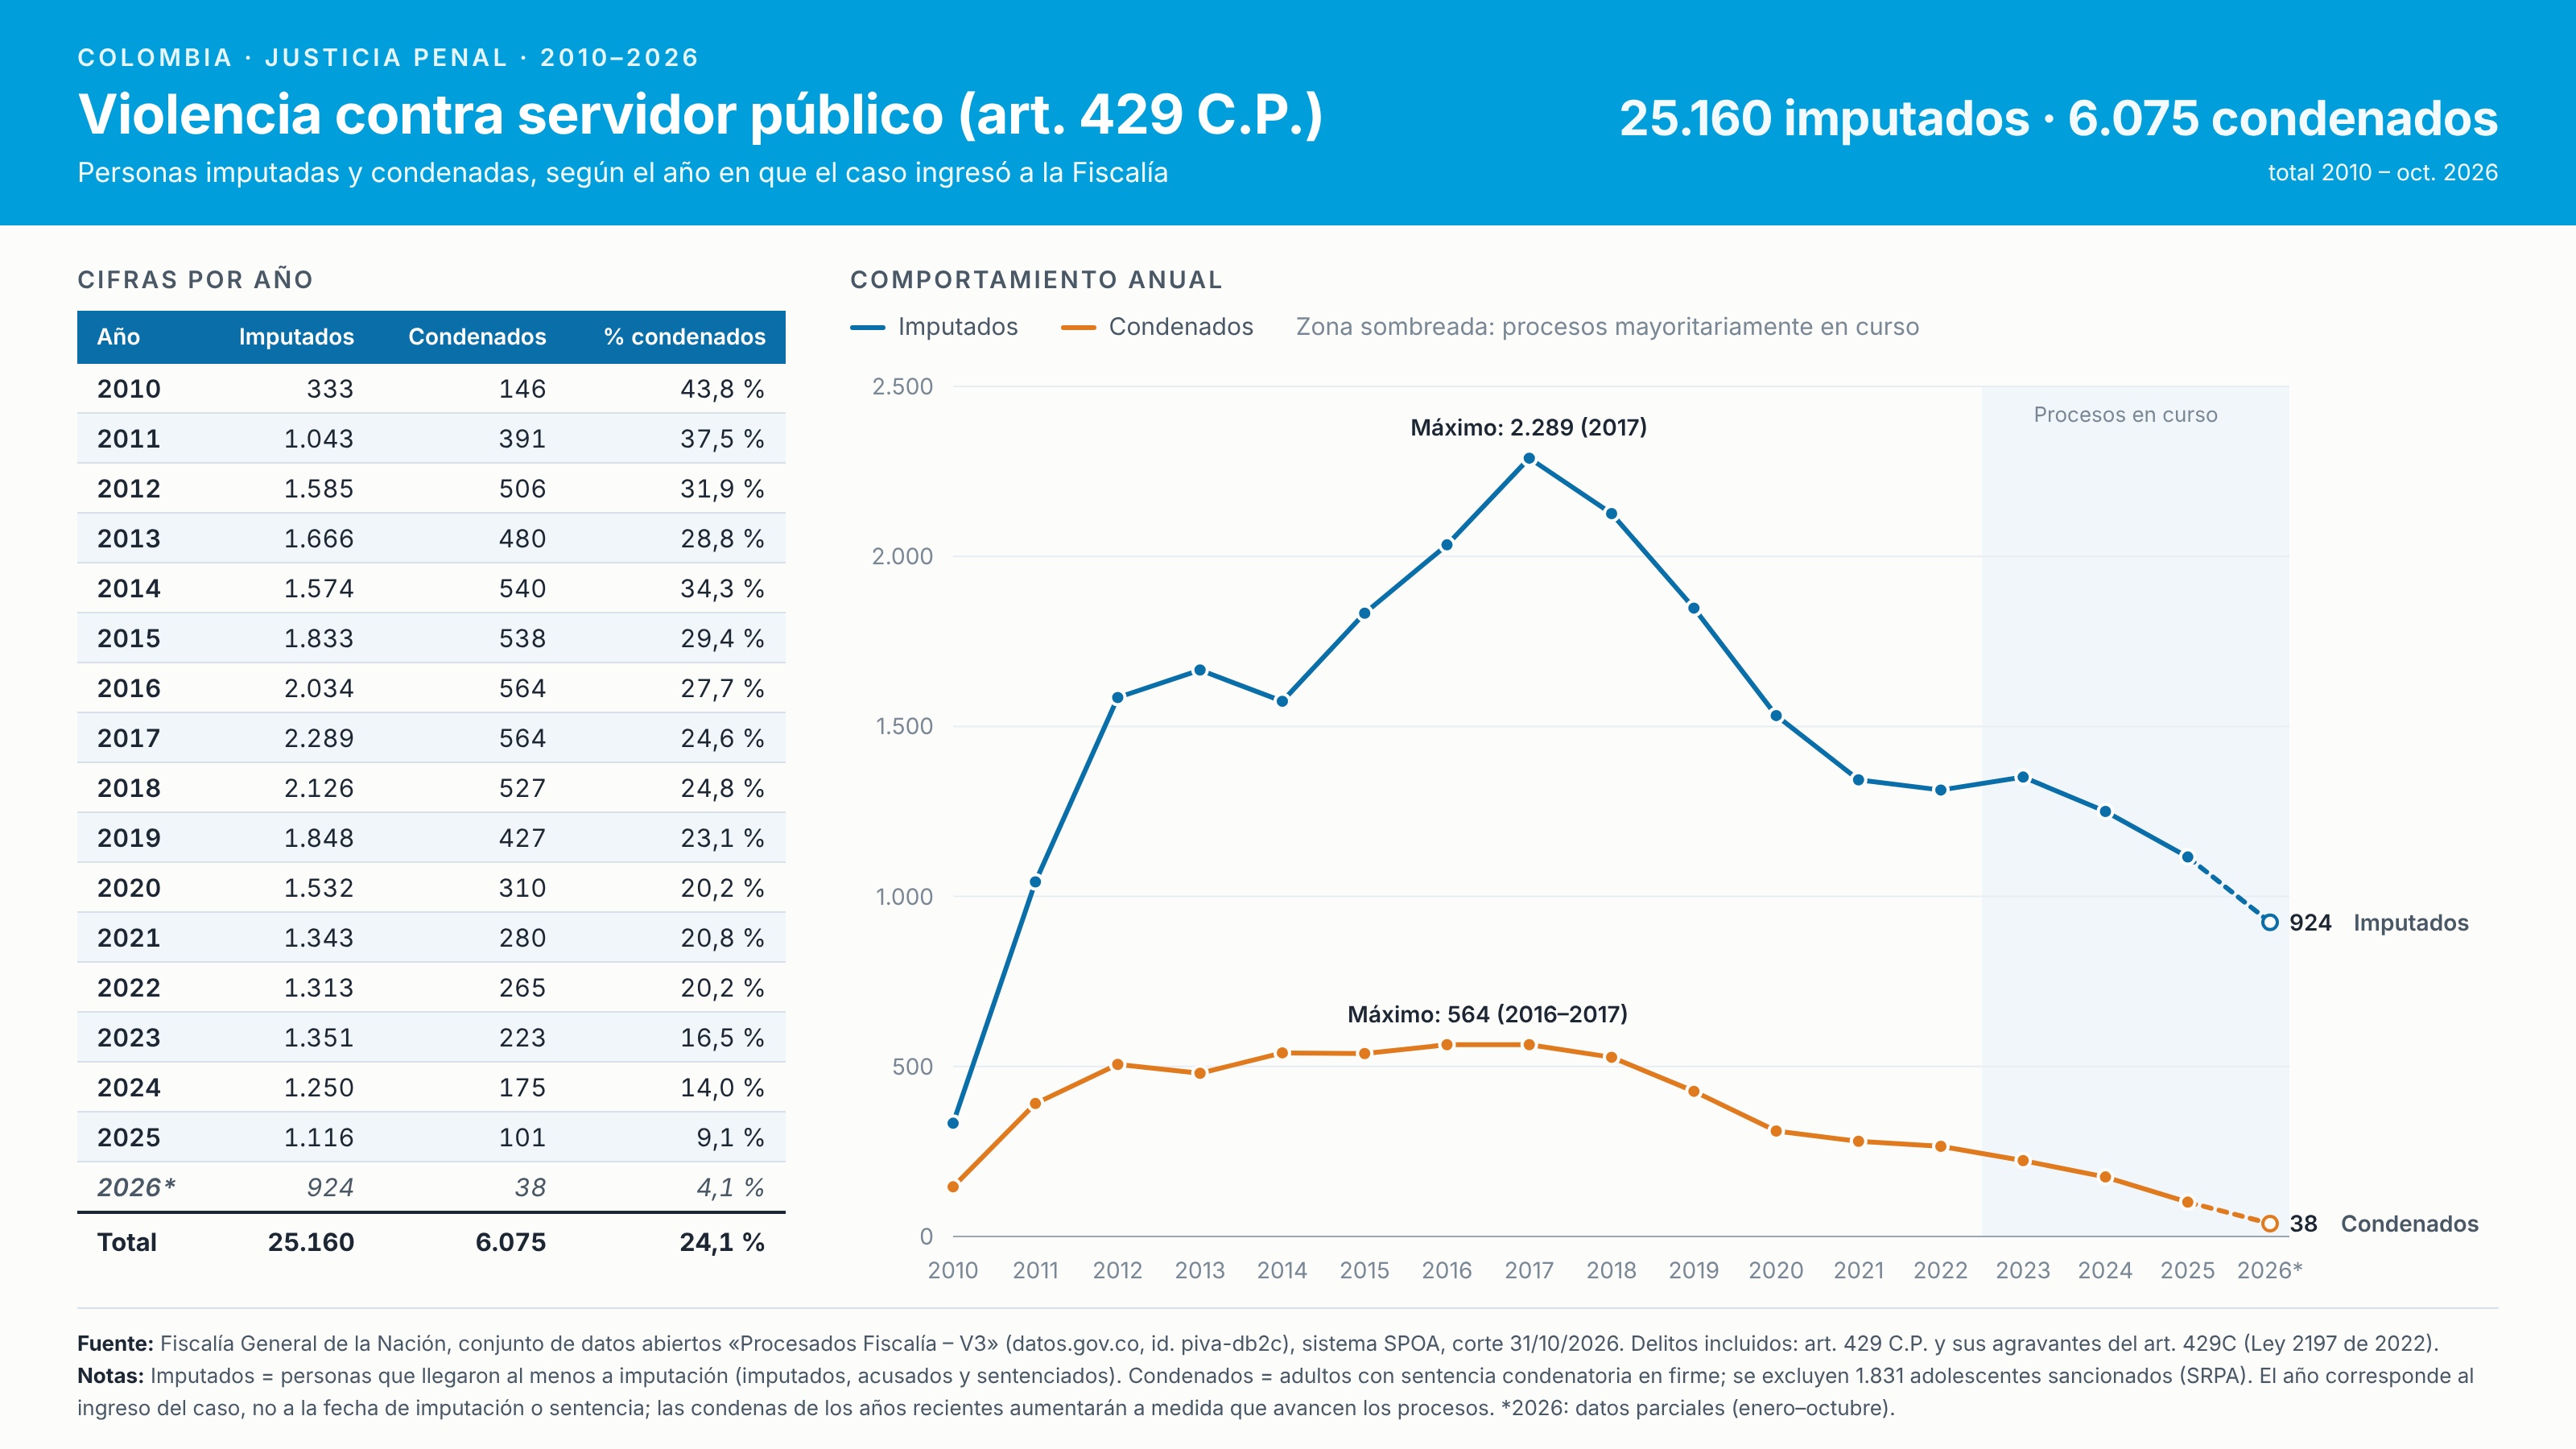 COLOMBIA · JUSTICIA PENAL · 2010–2026
Violencia contra servidor público (art. 429 C.P.)
Personas imputadas y condenadas, según el año en que el caso ingresó a la Fiscalía
25.160 imputados · 6.075 condenados
total 2010 – oct. 2026
CIFRAS POR AÑO
Año Imputados Condenados % condenados
2010 333 146 43,8 %
2011 1.043 391 37,5 %
2012 1.585 506 31,9 %
2013 1.666 480 28,8 %
2014 1.574 540 34,3 %
2015 1.833 538 29,4 %
2016 2.034 564 27,7 %
2017 2.289 564 24,6 %
2018 2.126 527 24,8 %
2019 1.848 427 23,1 %
2020 1.532 310 20,2 %
2021 1.343 280 20,8 %
2022 1.313 265 20,2 %
2023 1.351 223 16,5 %
2024 1.250 175 14,0 %
2025 1.116 101 9,1 %
2026* 924 38 4,1 %
Total 25.160 6.075 24,1 %
COMPORTAMIENTO ANUAL
Imputados Condenados Zona sombreada: procesos mayoritariamente en curso
2.500
Procesos en curso
Máximo: 2.289 (2017)
2.000
1.500
1.000
924 Imputados
Máximo: 564 (2016–2017)
500
38 Condenados
0
2010 2011 2012 2013 2014 2015 2016 2017 2018 2019 2020 2021 2022 2023 2024 2025 2026*
Fuente: Fiscalía General de la Nación, conjunto de datos abiertos «Procesados Fiscalía – V3» (datos.gov.co, id. piva-db2c), sistema SPOA, corte 31/10/2026. Delitos incluidos: art. 429 C.P. y sus agravantes del art. 429C (Ley 2197 de 2022).
Notas: Imputados = personas que llegaron al menos a imputación (imputados, acusados y sentenciados). Condenados = adultos con sentencia condenatoria en firme; se excluyen 1.831 adolescentes sancionados (SRPA). El año corresponde al
ingreso del caso, no a la fecha de imputación o sentencia; las condenas de los años recientes aumentarán a medida que avancen los procesos. *2026: datos parciales (enero–octubre).